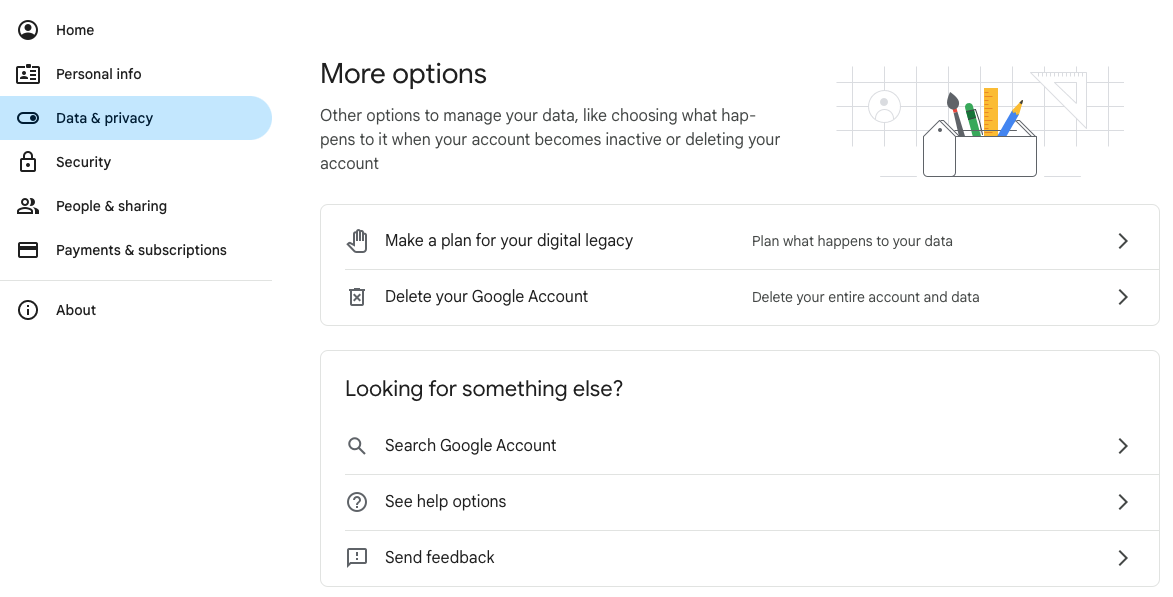 Home
Personal info
Data & privacy
Security
People & sharing
Payments & subscriptions
About
More options
Other options to manage your data, like choosing what hap-
pens to it when your account becomes inactive or deleting your
account
Make a plan for your digital legacy
Plan what happens to your data
Delete your Google Account
Delete your entire account and data
Looking for something else?
Search Google Account
See help options
Send feedback